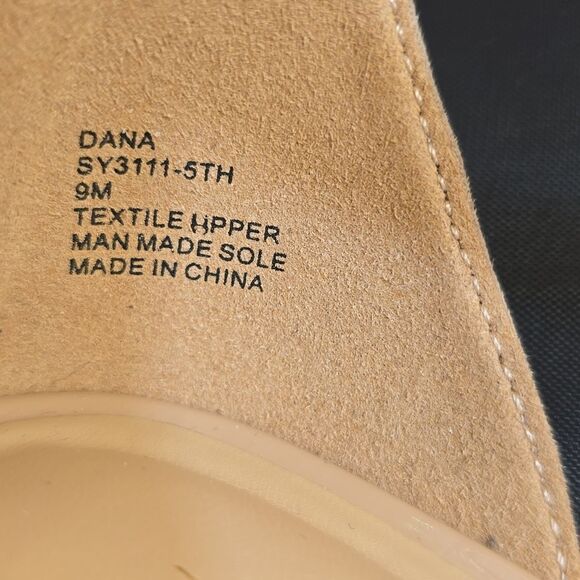 DANA
SY3111-5TH
9M
TEXTILE UPPER
MAN MADE SOLE
MADE IN CHINA